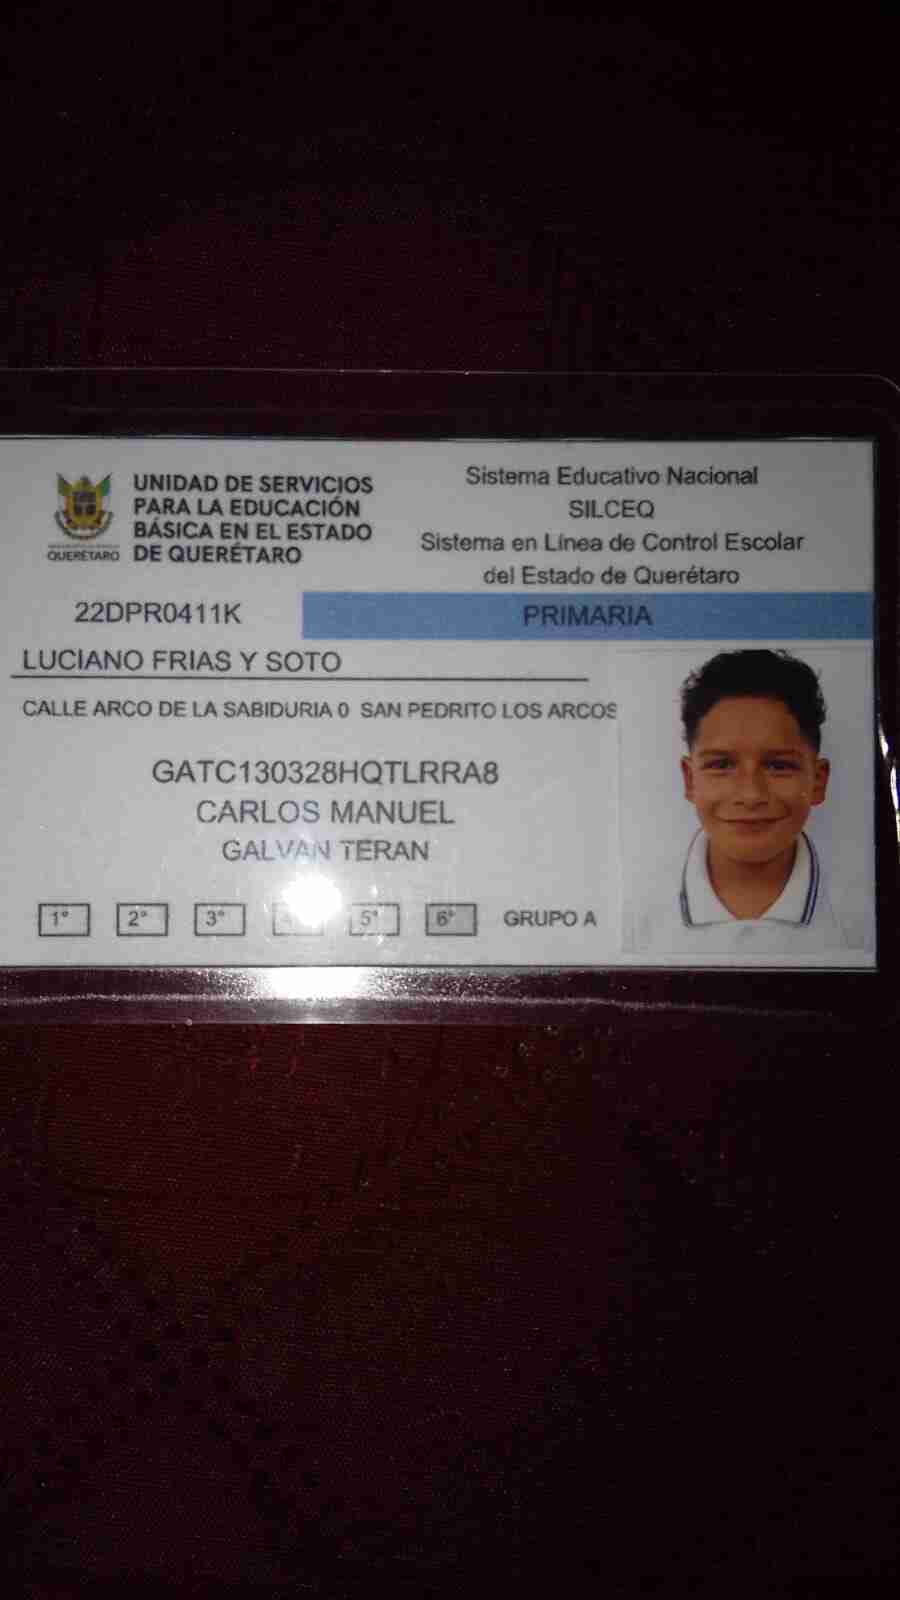 UNIDAD DE SERVICIOS
PARA LA EDUCACIÓN
BÁSICA EN EL ESTADO
DE QUERÉTARO
QUERÉTARO
Sistema Educativo Nacional
SILCEQ
Sistema en Línea de Control Escolar
del Estado de Querétaro
22DPR0411K
PRIMARIA
LUCIANO FRIAS Y SOTO
CALLE ARCO DE LA SABIDURIA 0 SAN PEDRITO LOS ARCOS
GATC130328HQTLRRA8
CARLOS MANUEL
GALVAN TERAN
1° 2° 3° 4 5° 6° GRUPO A